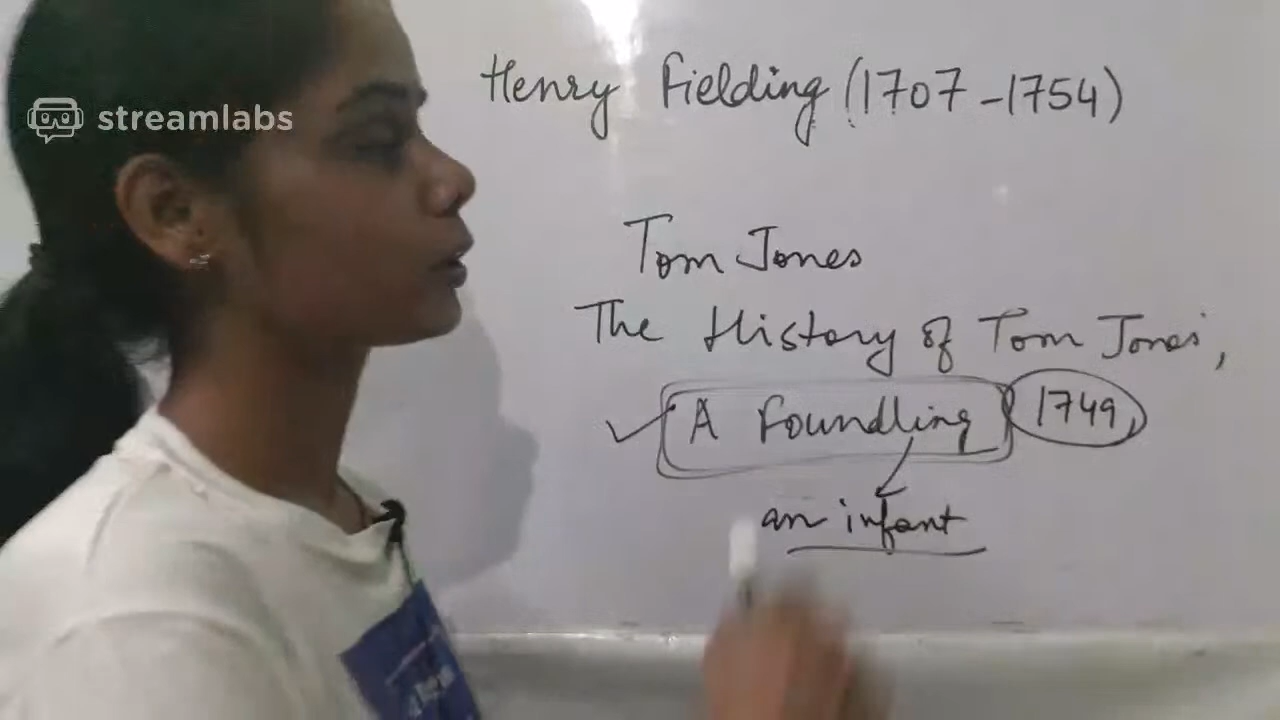 streamlabs
Henry Fielding (1707-1754)
Tom Jones
The History of Tom Jones,
A Foundling 1749,
an infant